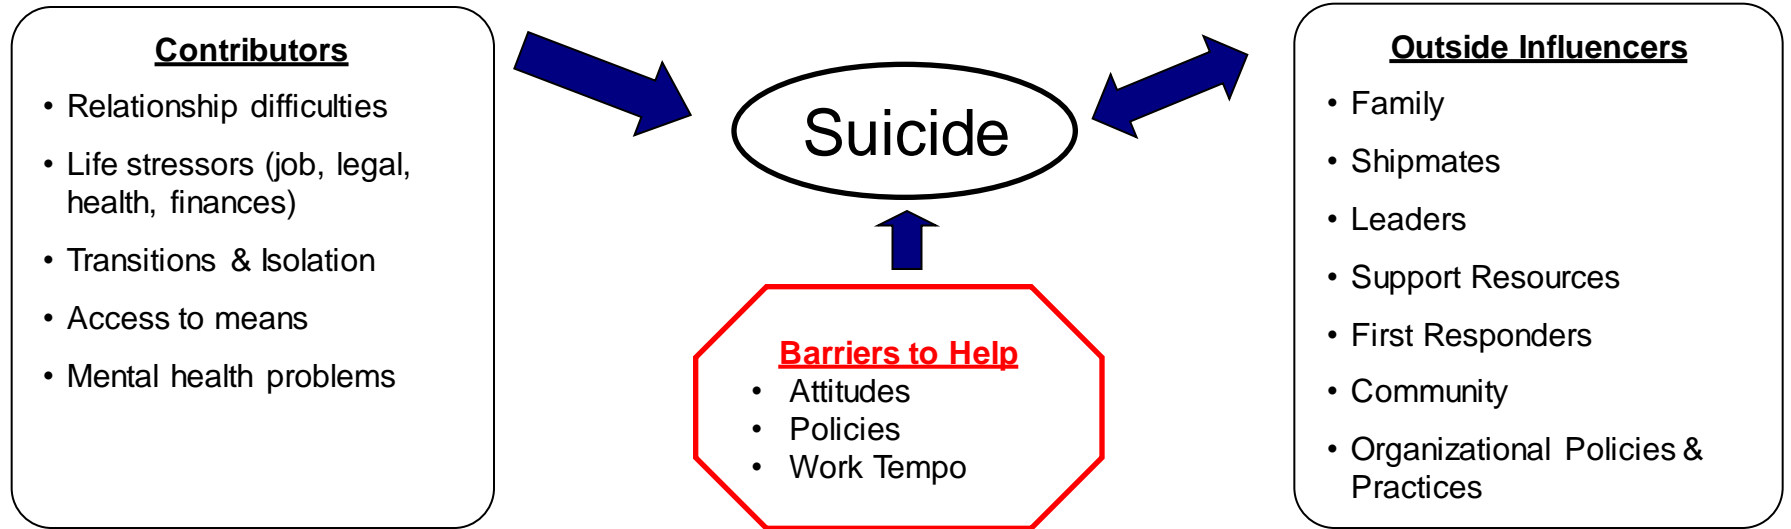 Contributors
• Relationship difficulties
• Life stressors (job, legal,
health, finances)
• Transitions & Isolation
• Access to means
• Mental health problems
Suicide
Barriers to Help
• Attitudes
• Policies
• Work Tempo
Outside Influencers
• Family
• Shipmates
• Leaders
• Support Resources
• First Responders
• Community
• Organizational Policies &
Practices